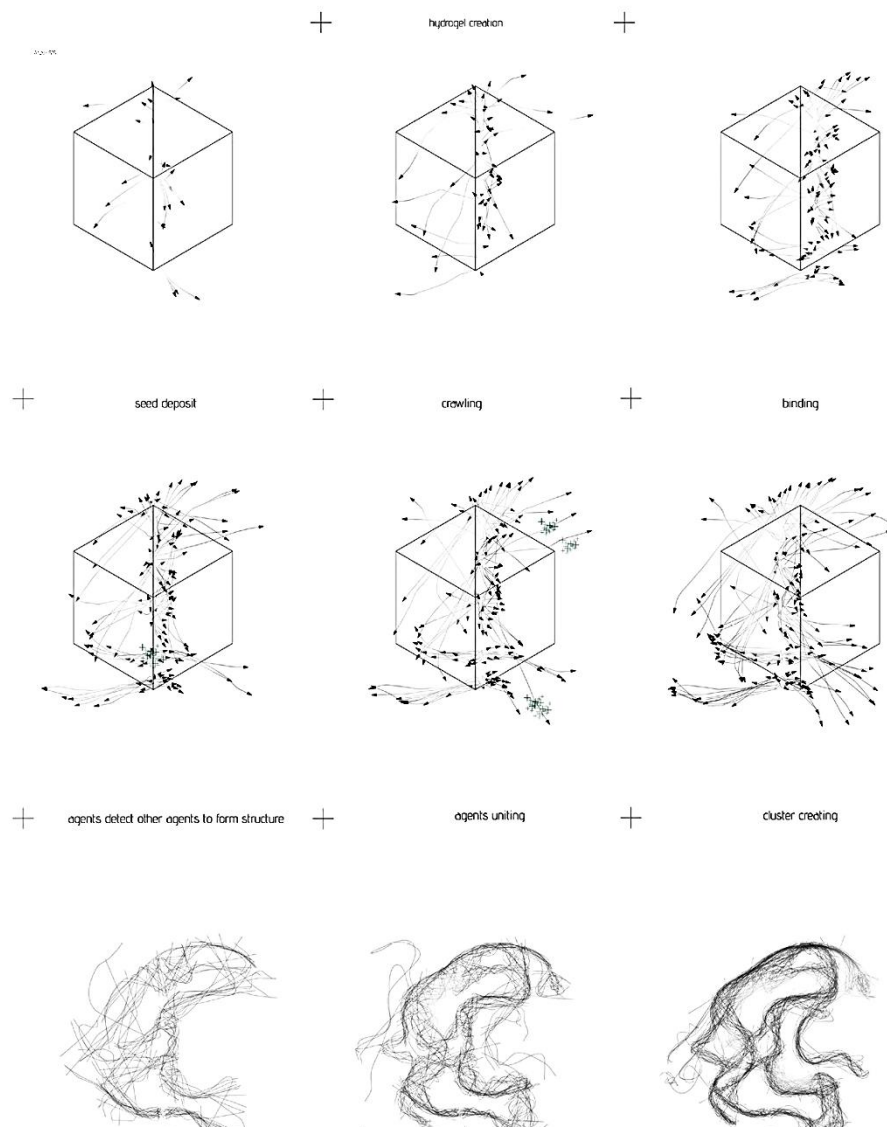 hydrogel creation
seed deposit
crawling
binding
agents detect other agents to form structure
agents uniting
cluster creating